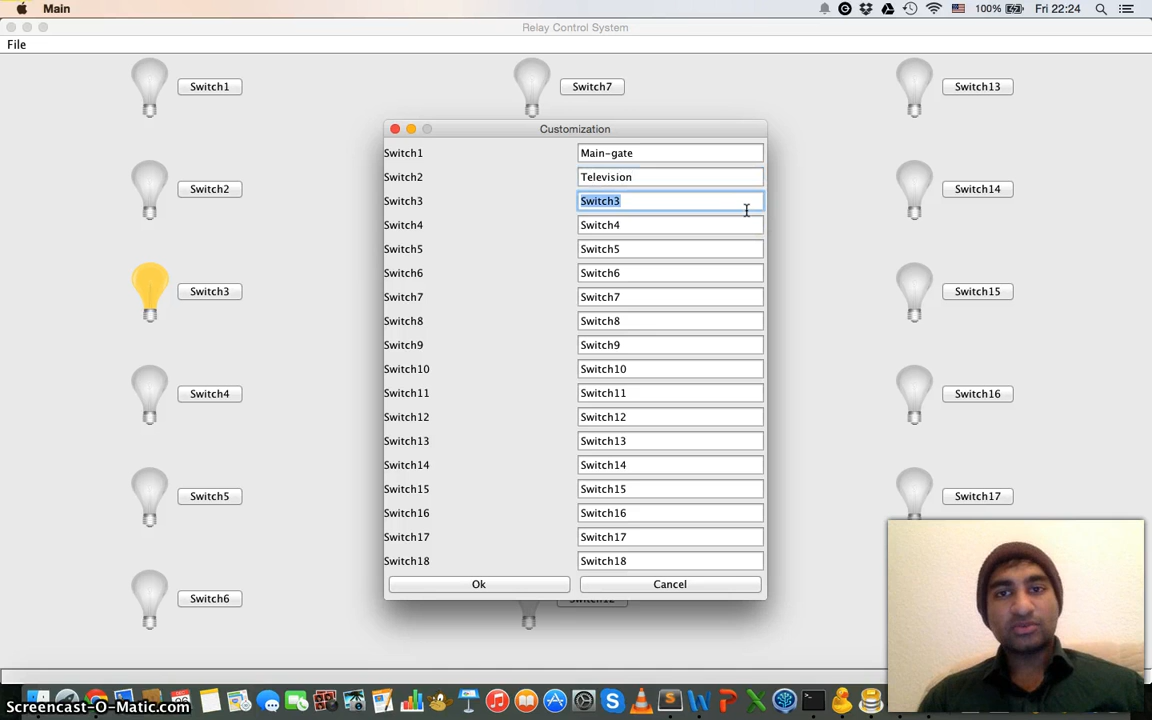 Main
100%
Fri 22:24
Relay Control System
File
Switch1
Switch7
Switch13
Switch2
Switch14
Switch3
Switch15
Switch4
Switch16
Switch5
Switch17
Switch6
Switch12
Customization
Switch1 Main-gate
Switch2 Television
Switch3 Switch3
Switch4 Switch4
Switch5 Switch5
Switch6 Switch6
Switch7 Switch7
Switch8 Switch8
Switch9 Switch9
Switch10 Switch10
Switch11 Switch11
Switch12 Switch12
Switch13 Switch13
Switch14 Switch14
Switch15 Switch15
Switch16 Switch16
Switch17 Switch17
Switch18 Switch18
Ok
Cancel
Screencast-O-Matic.com